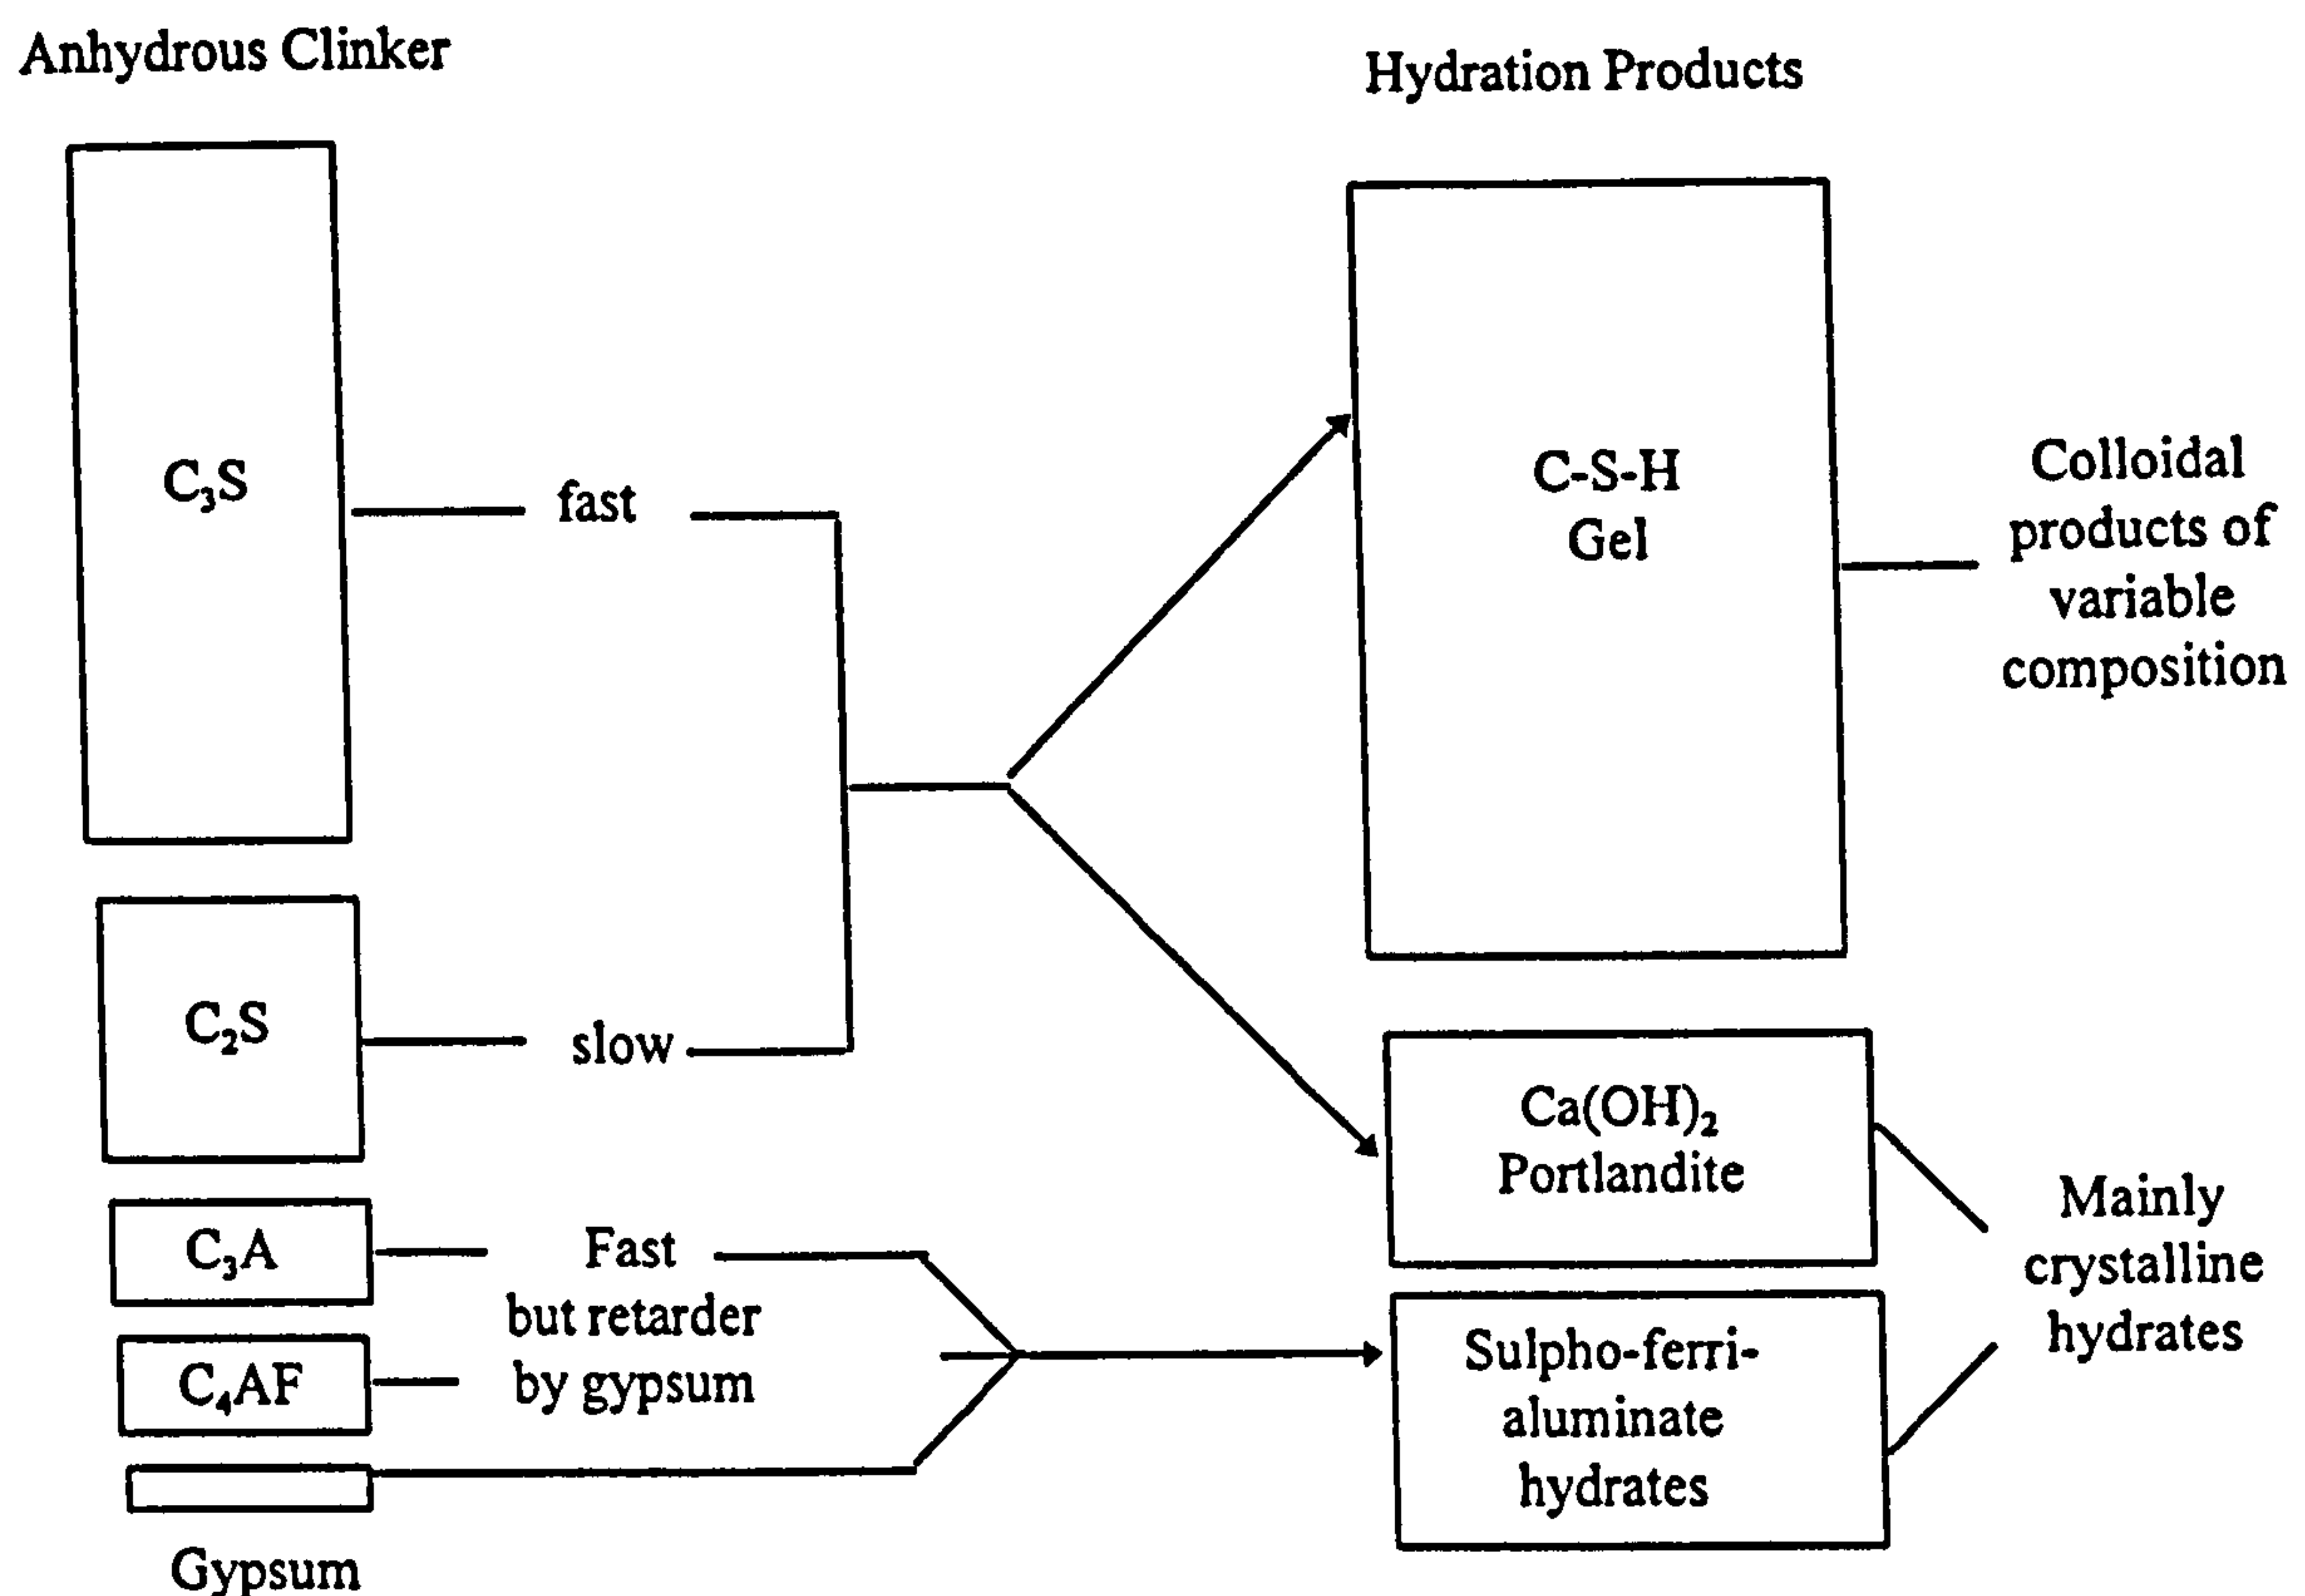 Anhydrous Clinker
Hydration Products
C₃S
fast
C-S-H
Gel
Colloidal
products of
variable
composition
C₂S
slow
Ca(OH)₂
Portlandite
Mainly
crystalline
hydrates
C₃A
Fast
but retarder
by gypsum
C₄AF
Sulpho-ferri-
aluminate
hydrates
Gypsum